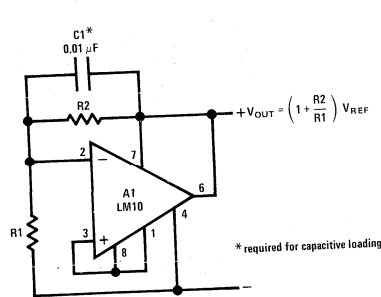 C1*
0.01 μF
R2
+VOUT = (1 + R2/R1) VREF
2
−
7
A1
LM10
6
4
R1
3
+
1
8
* required for capacitive loading
−